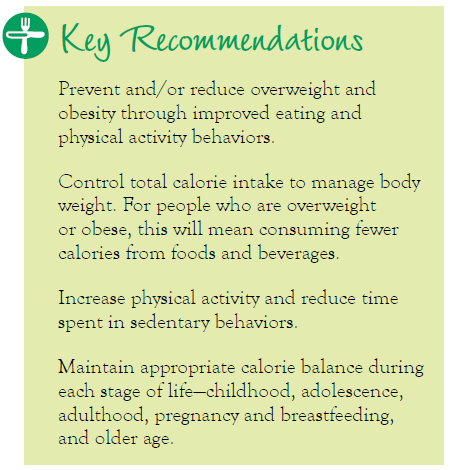 Key Recommendations
Prevent and/or reduce overweight and
obesity through improved eating and
physical activity behaviors.
Control total calorie intake to manage body
weight. For people who are overweight
or obese, this will mean consuming fewer
calories from foods and beverages.
Increase physical activity and reduce time
spent in sedentary behaviors.
Maintain appropriate calorie balance during
each stage of life—childhood, adolescence,
adulthood, pregnancy and breastfeeding,
and older age.